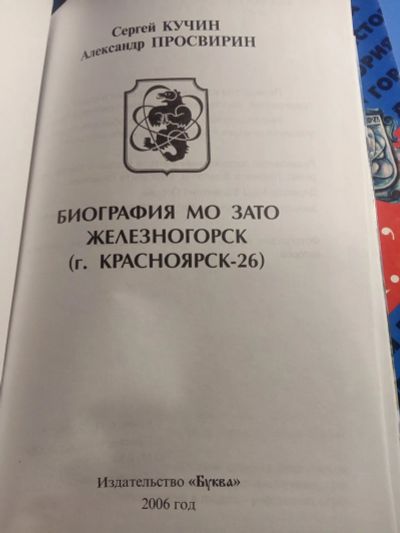 Сергей КУЧИН
Александр ПРОСВИРИН
БИОГРАФИЯ МО ЗАТО
ЖЕЛЕЗНОГОРСК
(г. КРАСНОЯРСК-26)
Издательство «Буква»
2006 год